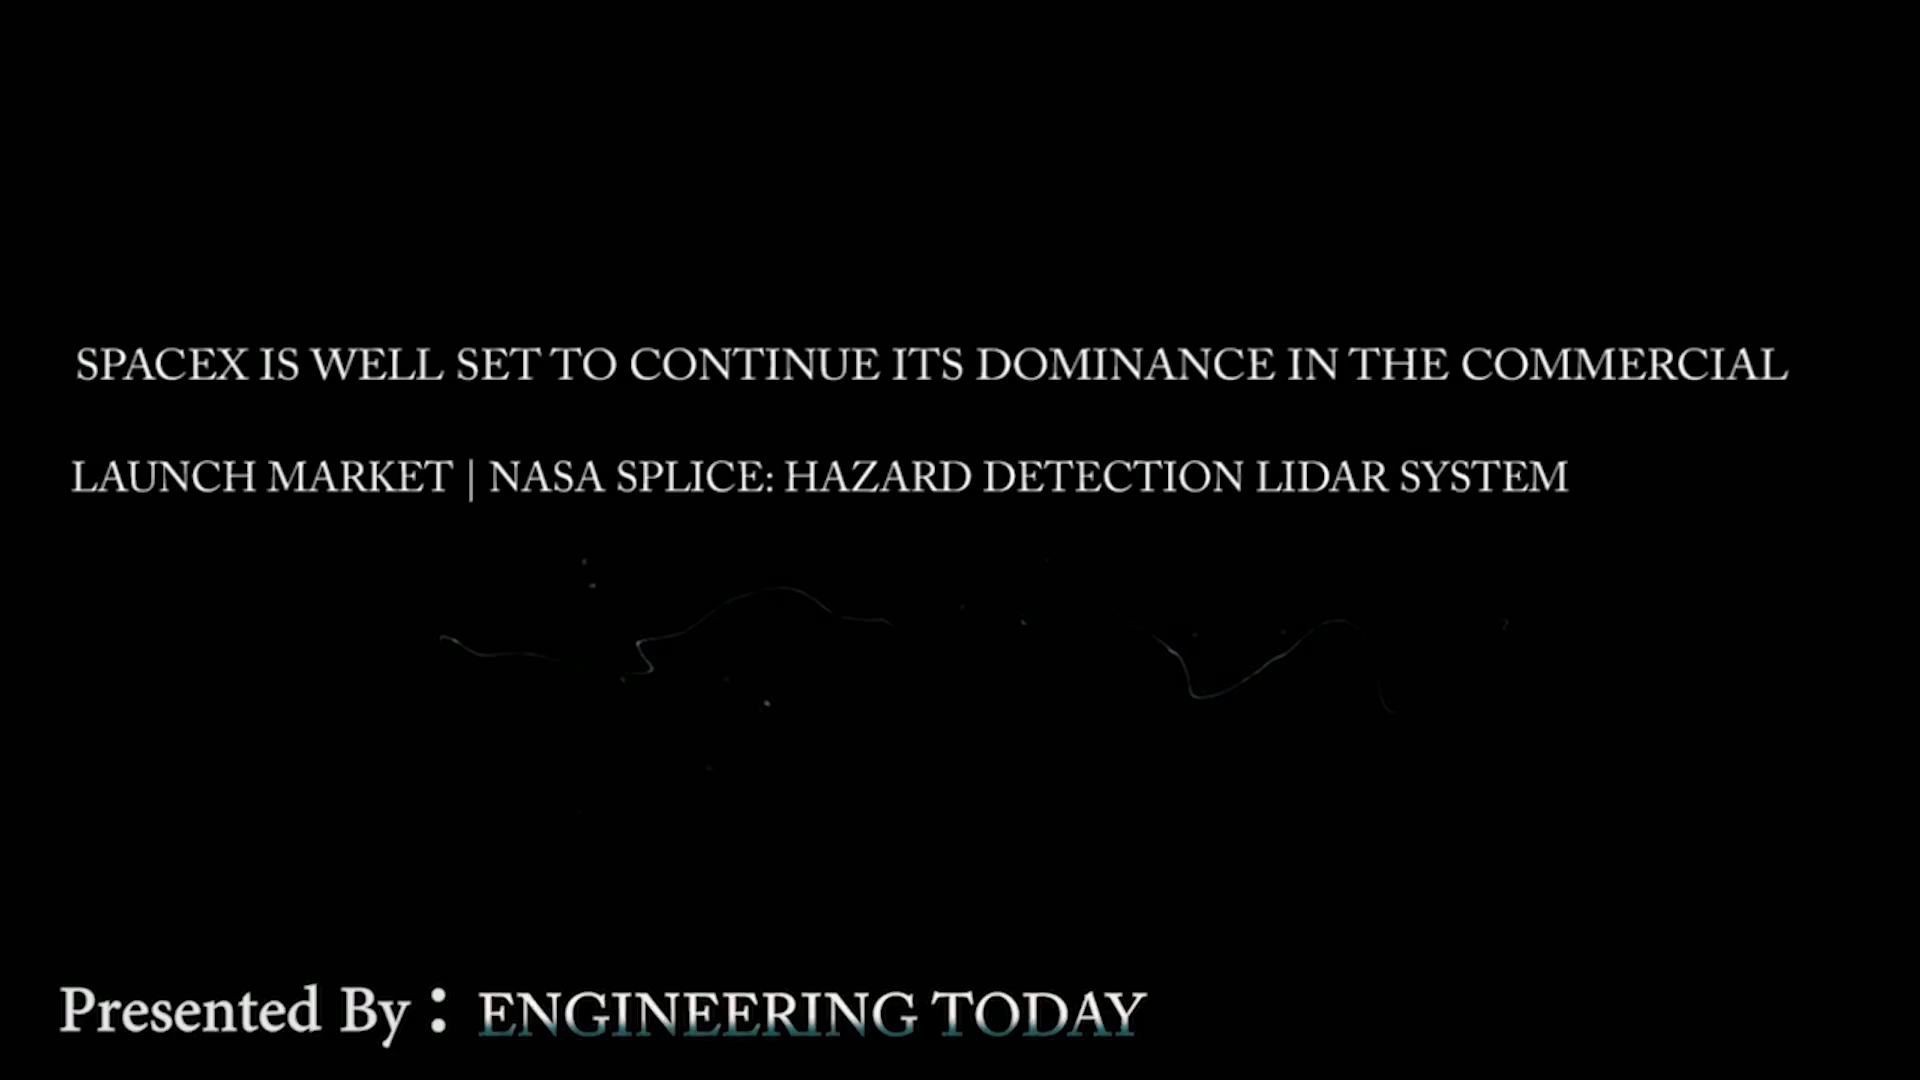 SPACEX IS WELL SET TO CONTINUE ITS DOMINANCE IN THE COMMERCIAL
LAUNCH MARKET | NASA SPLICE: HAZARD DETECTION LIDAR SYSTEM
Presented By : ENGINEERING TODAY